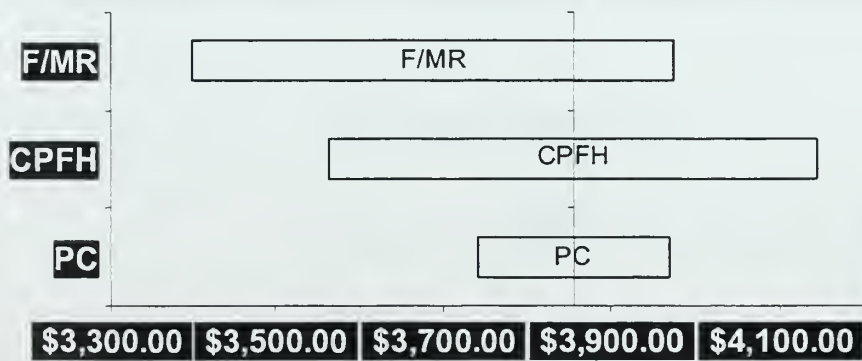 F/MR F/MR
CPFH CPFH
PC PC
$3,300.00 $3,500.00 $3,700.00 $3,900.00 $4,100.00